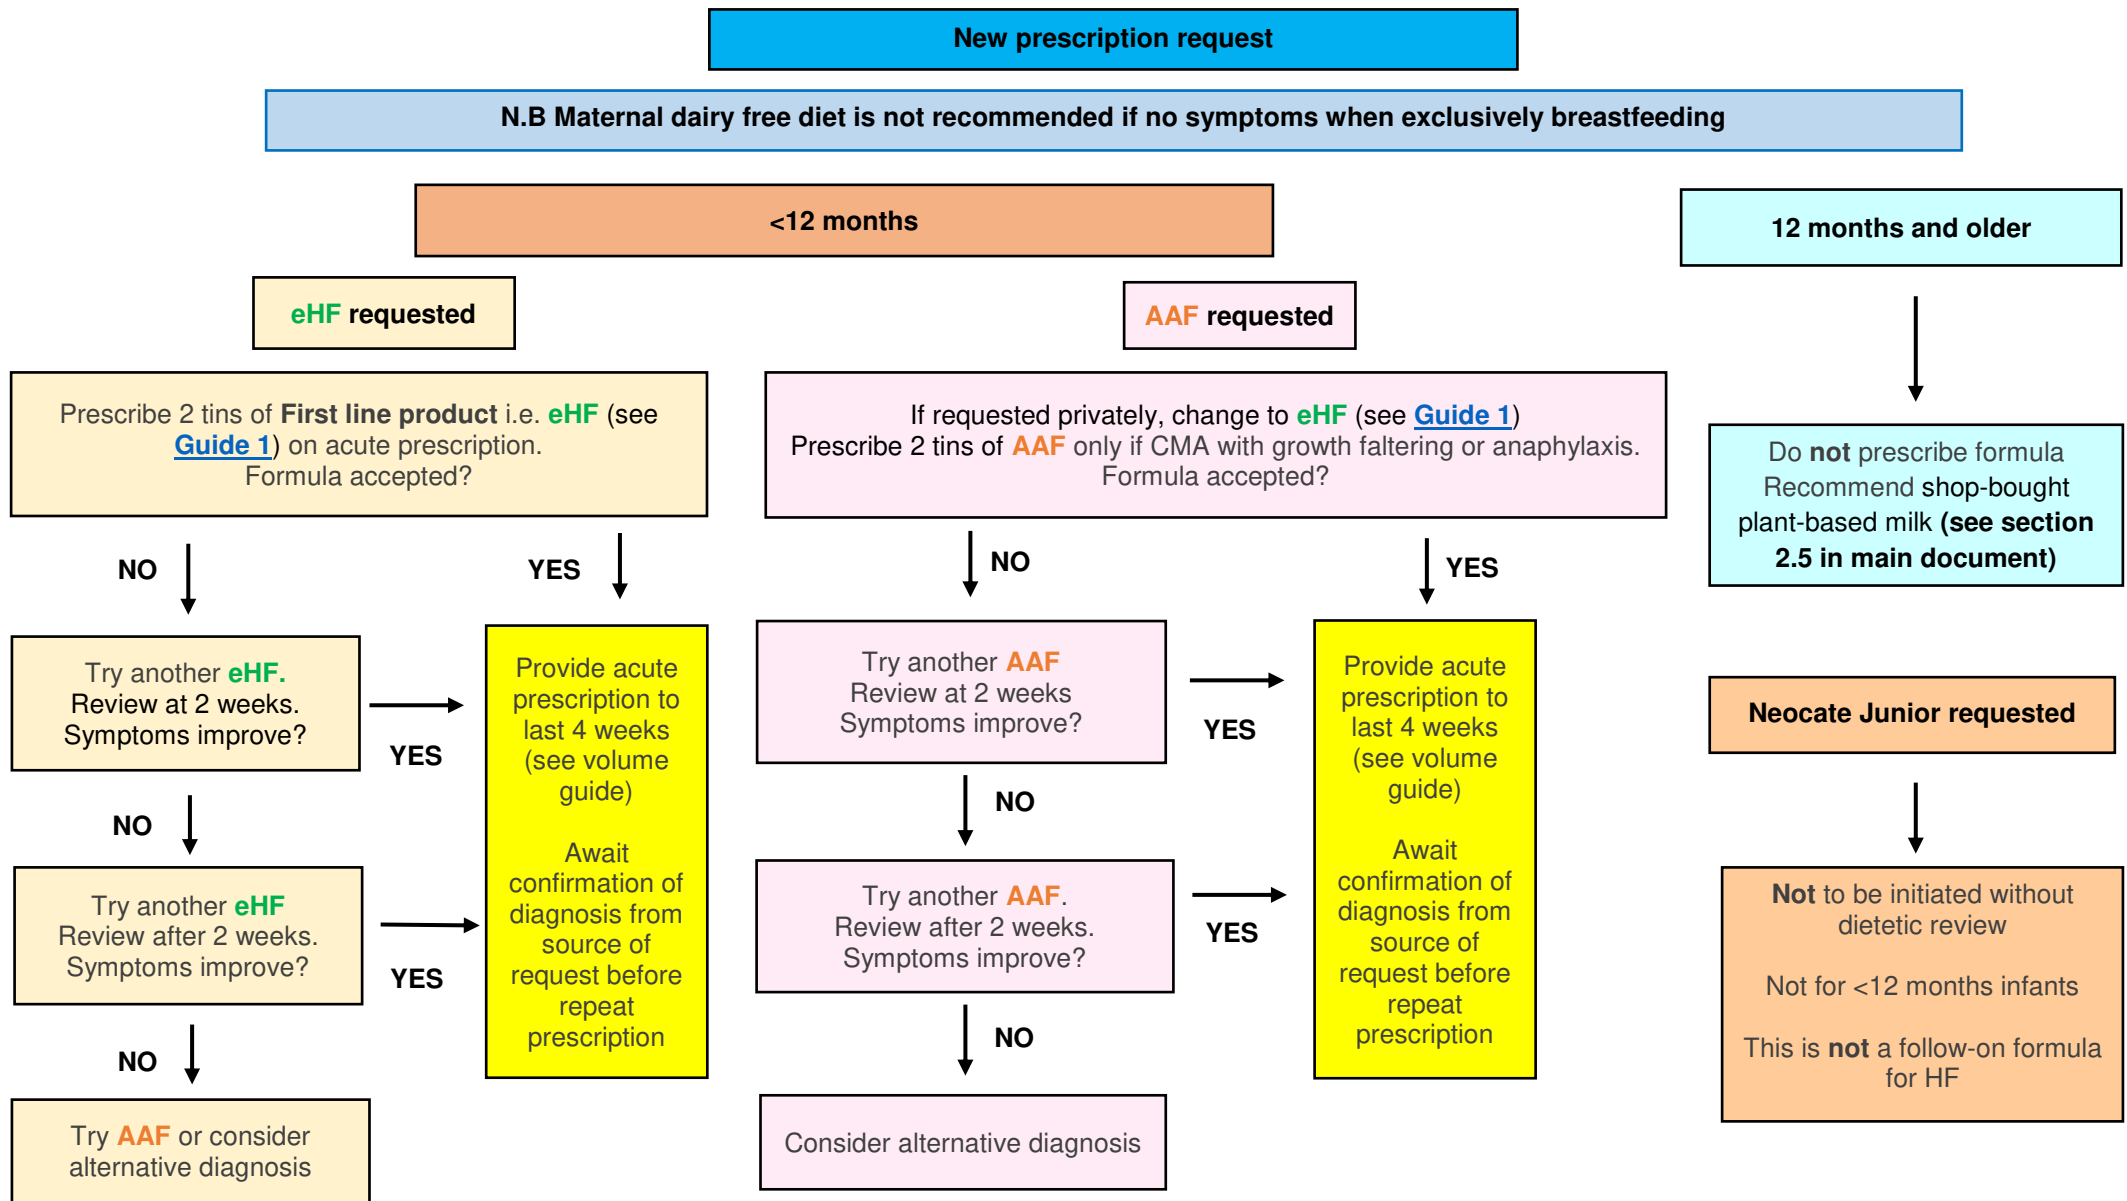 New prescription request
N.B Maternal dairy free diet is not recommended if no symptoms when exclusively breastfeeding
<12 months
12 months and older
eHF requested
AAF requested
Prescribe 2 tins of First line product i.e. eHF (see
Guide 1) on acute prescription.
Formula accepted?
If requested privately, change to eHF (see Guide 1)
Prescribe 2 tins of AAF only if CMA with growth faltering or anaphylaxis.
Formula accepted?
Do not prescribe formula
Recommend shop-bought
plant-based milk (see section
2.5 in main document)
NO
YES
NO
YES
Try another eHF.
Review at 2 weeks.
Symptoms improve?
YES
Provide acute
prescription to
last 4 weeks
(see volume
guide)
Await
confirmation of
diagnosis from
source of
request before
repeat
prescription
Try another AAF
Review at 2 weeks
Symptoms improve?
YES
Provide acute
prescription to
last 4 weeks
(see volume
guide)
Await
confirmation of
diagnosis from
source of
request before
repeat
prescription
Neocate Junior requested
NO
NO
Try another eHF
Review after 2 weeks.
Symptoms improve?
YES
Try another AAF.
Review after 2 weeks.
Symptoms improve?
YES
Not to be initiated without
dietetic review
Not for <12 months infants
This is not a follow-on formula
for HF
NO
NO
Try AAF or consider
alternative diagnosis
Consider alternative diagnosis